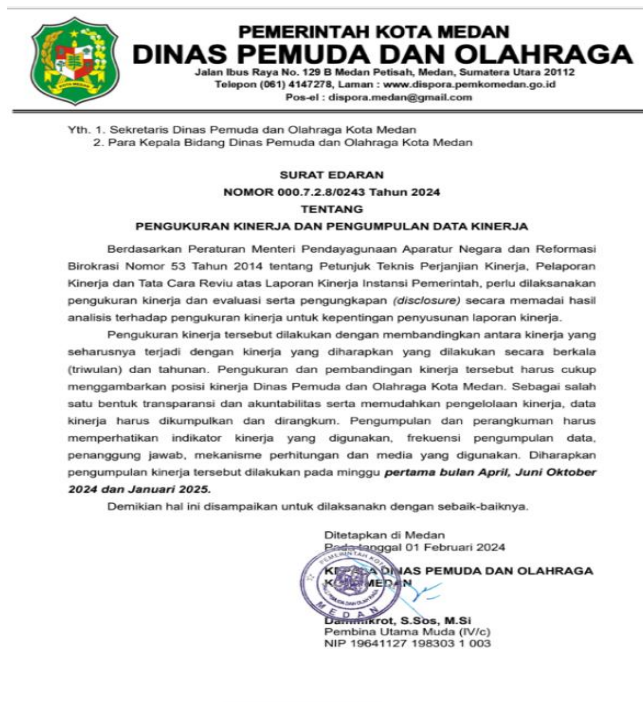 PEMERINTAH KOTA MEDAN
DINAS PEMUDA DAN OLAHRAGA
Jalan Ibus Raya No. 129 B Medan Petisah, Medan, Sumatera Utara 20112
Telepon (061) 4147278, Laman : www.dispora.pemkomedan.go.id
Pos-el : dispora.medan@gmail.com
Yth. 1. Sekretaris Dinas Pemuda dan Olahraga Kota Medan
2. Para Kepala Bidang Dinas Pemuda dan Olahraga Kota Medan
SURAT EDARAN
NOMOR 000.7.2.8/0243 Tahun 2024
TENTANG
PENGUKURAN KINERJA DAN PENGUMPULAN DATA KINERJA
Berdasarkan Peraturan Menteri Pendayagunaan Aparatur Negara dan Reformasi
Birokrasi Nomor 53 Tahun 2014 tentang Petunjuk Teknis Perjanjian Kinerja, Pelaporan
Kinerja dan Tata Cara Reviu atas Laporan Kinerja Instansi Pemerintah, perlu dilaksanakan
pengukuran kinerja dan evaluasi serta pengungkapan (disclosure) secara memadai hasil
analisis terhadap pengukuran kinerja untuk kepentingan penyusunan laporan kinerja.
Pengukuran kinerja tersebut dilakukan dengan membandingkan antara kinerja yang
seharusnya terjadi dengan kinerja yang diharapkan yang dilakukan secara berkala
(triwulan) dan tahunan. Pengukuran dan pembandingan kinerja tersebut harus cukup
menggambarkan posisi kinerja Dinas Pemuda dan Olahraga Kota Medan. Sebagai salah
satu bentuk transparansi dan akuntabilitas serta memudahkan pengelolaan kinerja, data
kinerja harus dikumpulkan dan dirangkum. Pengumpulan dan perangkuman harus
memperhatikan indikator kinerja yang digunakan, frekuensi pengumpulan data,
penanggung jawab, mekanisme perhitungan dan media yang digunakan. Diharapkan
pengumpulan kinerja tersebut dilakukan pada minggu pertama bulan April, Juni Oktober
2024 dan Januari 2025.
Demikian hal ini disampaikan untuk dilaksanakn dengan sebaik-baiknya.
Ditetapkan di Medan
Pada tanggal 01 Februari 2024
KEPALA DINAS PEMUDA DAN OLAHRAGA
KOTA MEDAN
PEMERINTAH KOTA
MEDAN
S.Sos, M.Si
Pembina Utama Muda (IV/c)
NIP 19641127 198303 1 003